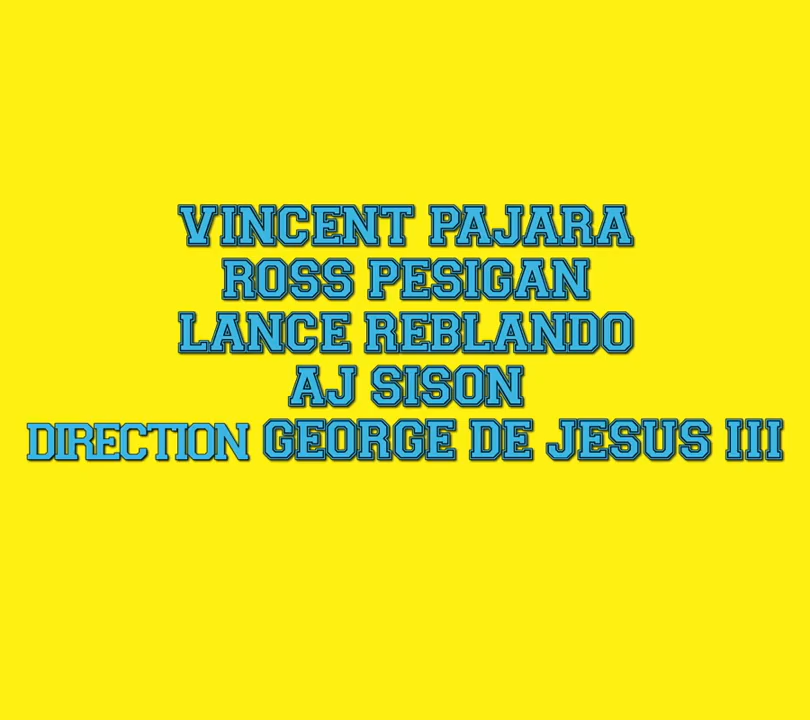 VINCENT PAJARA
ROSS PESIGAN
LANCE REBLANDO
AJ SISON
DIRECTION GEORGE DE JESUS III